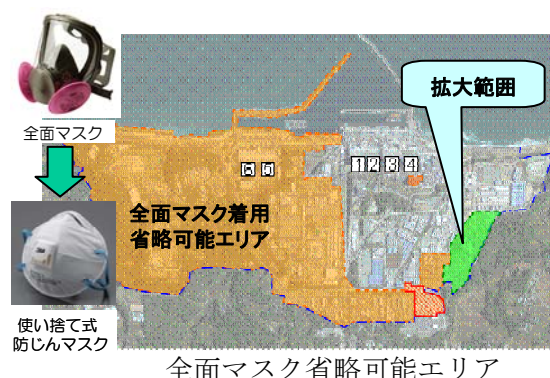 全面マスク
使い捨て式
防じんマスク
全面マスク着用
省略可能エリア
6 5
1 2 3 4
拡大範囲
全面マスク省略可能エリア